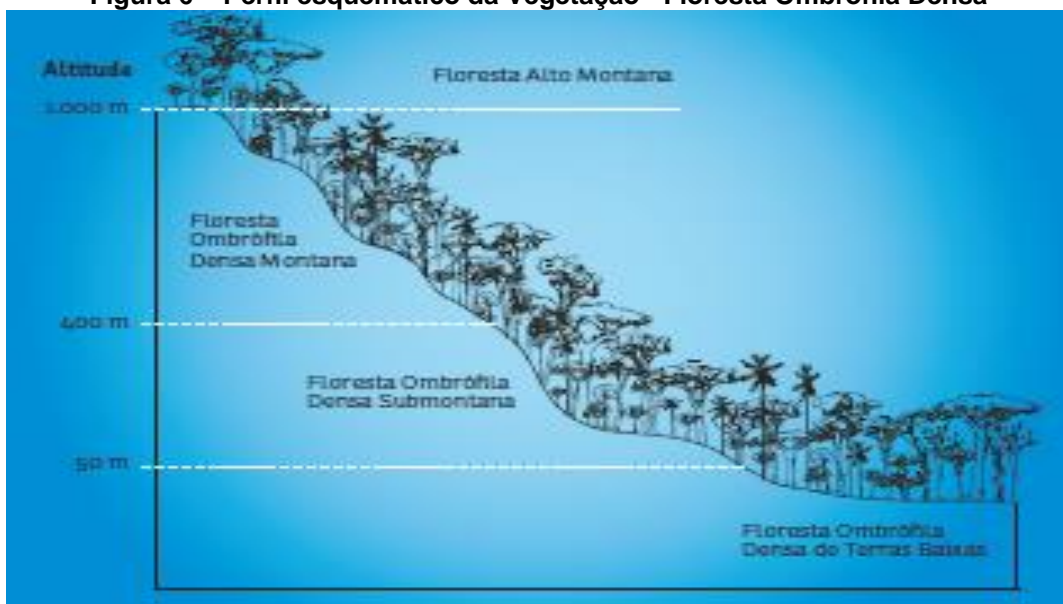 Altitude
Floresta Alto Montana
1.000 m
Floresta
Ombrófila
Densa Montana
400 m
Floresta Ombrófila
Densa Submontana
50 m
Floresta Ombrófila
Densa de Terras Baixas